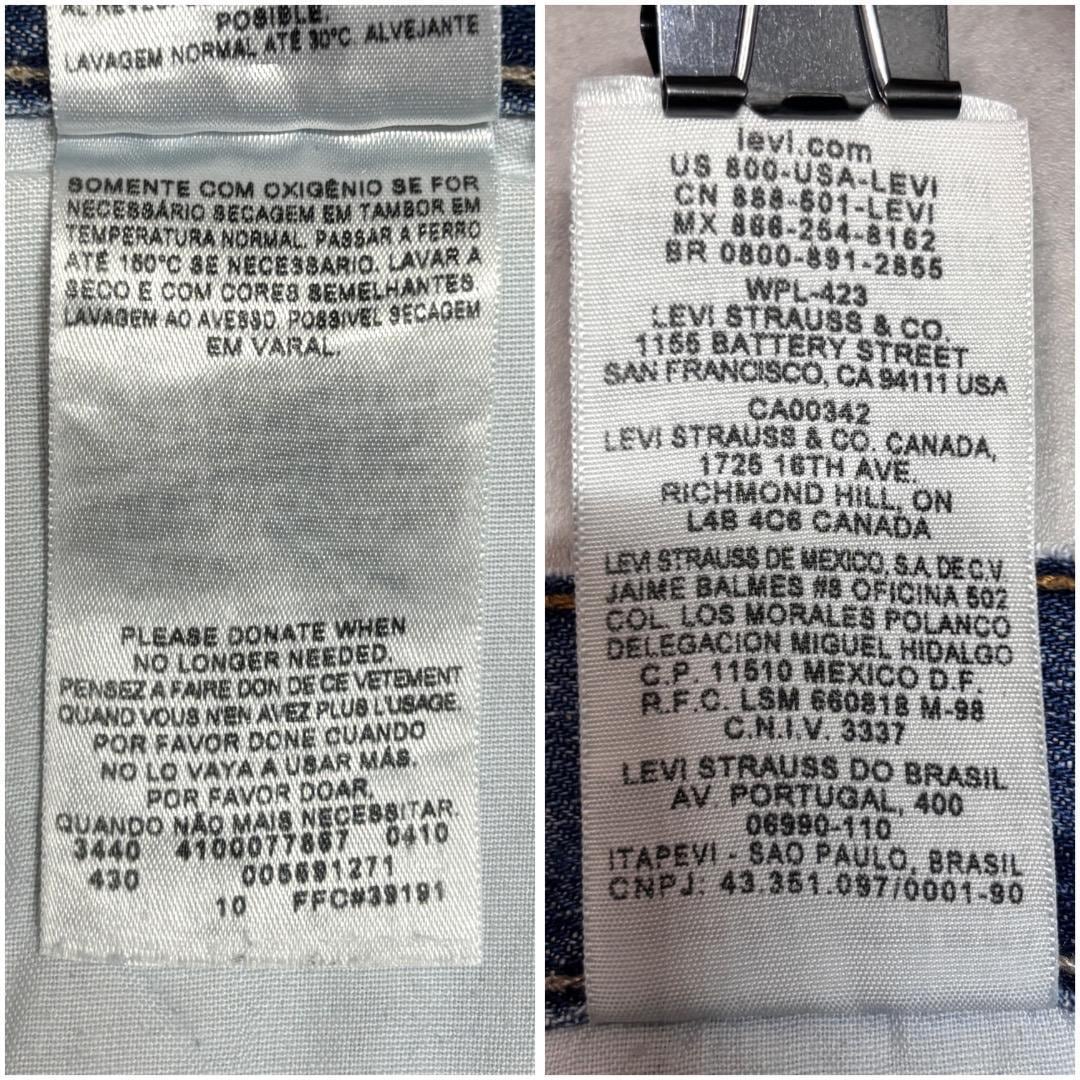 POSIBLE.
LAVAGEM NORMAL ATÉ 30°C. ALVEJANTE
SOMENTE COM OXIGÊNIO SE FOR
NECESSÁRIO SECAGEM EM TAMBOR EM
TEMPERATURA NORMAL. PASSAR A FERRO
ATÉ 150°C SE NECESSARIO. LAVAR A
SECO E COM CORES SEMELHANTES.
LAVAGEM AO AVESSO. POSSIVEL SECAGEM
EM VARAL.
PLEASE DONATE WHEN
NO LONGER NEEDED.
PENSEZ A FAIRE DON DE CE VETEMENT
QUAND VOUS N'EN AVEZ PLUS L'USAGE.
POR FAVOR DONE CUANDO
NO LO VAYA A USAR MÁS.
POR FAVOR DOAR,
QUANDO NÃO MAIS NECESSITAR.
3440 4100077867 0410
430 005691271
10 FFC#39191
levi.com
US 800-USA-LEVI
CN 888-501-LEVI
MX 866-254-8162
BR 0800-891-2855
WPL-423
LEVI STRAUSS & CO.
1155 BATTERY STREET
SAN FRANCISCO, CA 94111 USA
CA00342
LEVI STRAUSS & CO. CANADA,
1725 16TH AVE.
RICHMOND HILL, ON
L4B 4C6 CANADA
LEVI STRAUSS DE MEXICO, S.A. DE C.V
JAIME BALMES #8 OFICINA 502
COL. LOS MORALES POLANCO
DELEGACION MIGUEL HIDALGO
C.P. 11510 MEXICO D.F.
R.F.C. LSM 660818 M-98
C.N.I.V. 3337
LEVI STRAUSS DO BRASIL
AV. PORTUGAL, 400
06990-110
ITAPEVI - SAO PAULO, BRASIL
CNPJ: 43.351.097/0001-90